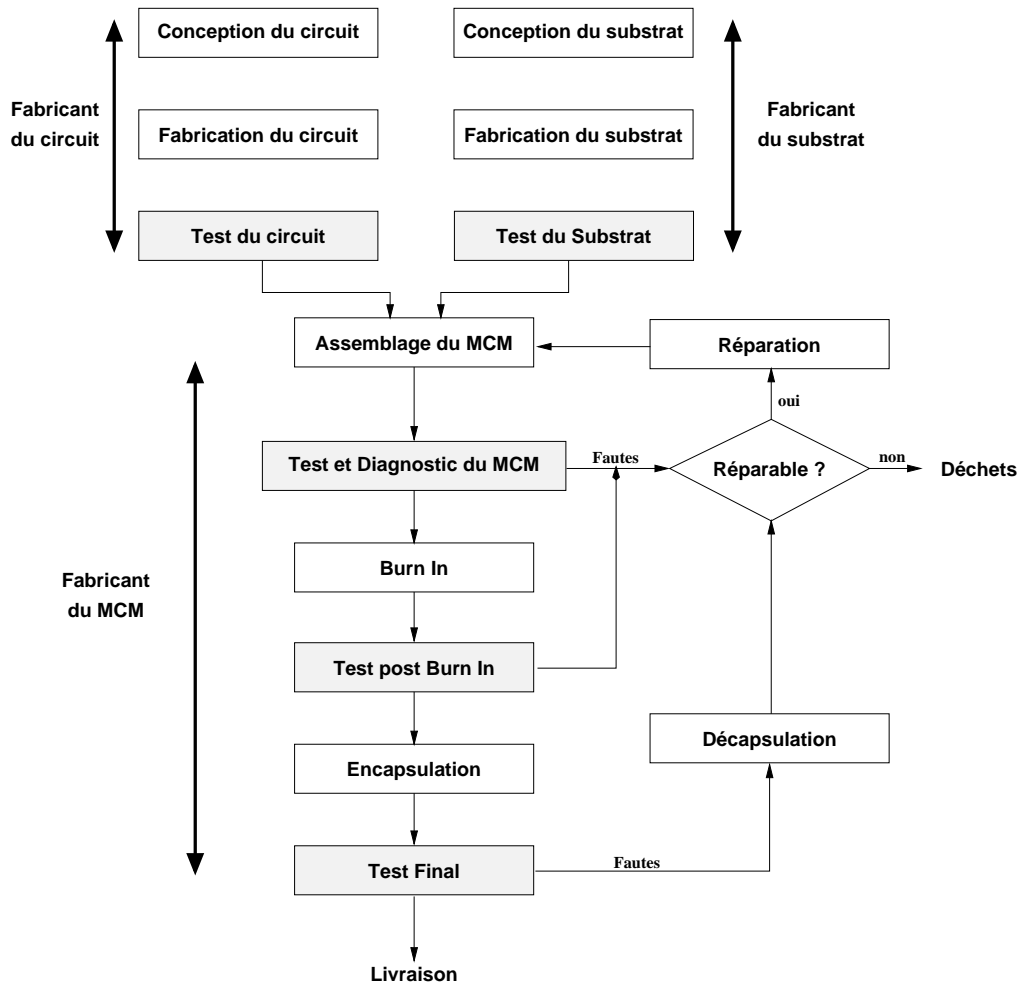 Conception du circuit
Conception du substrat
Fabricant
du circuit
Fabrication du circuit
Fabrication du substrat
Fabricant
du substrat
Test du circuit
Test du Substrat
Assemblage du MCM
Réparation
oui
Test et Diagnostic du MCM
Fautes
Réparable ?
non
Déchets
Burn In
Fabricant
du MCM
Test post Burn In
Décapsulation
Encapsulation
Test Final
Fautes
Livraison